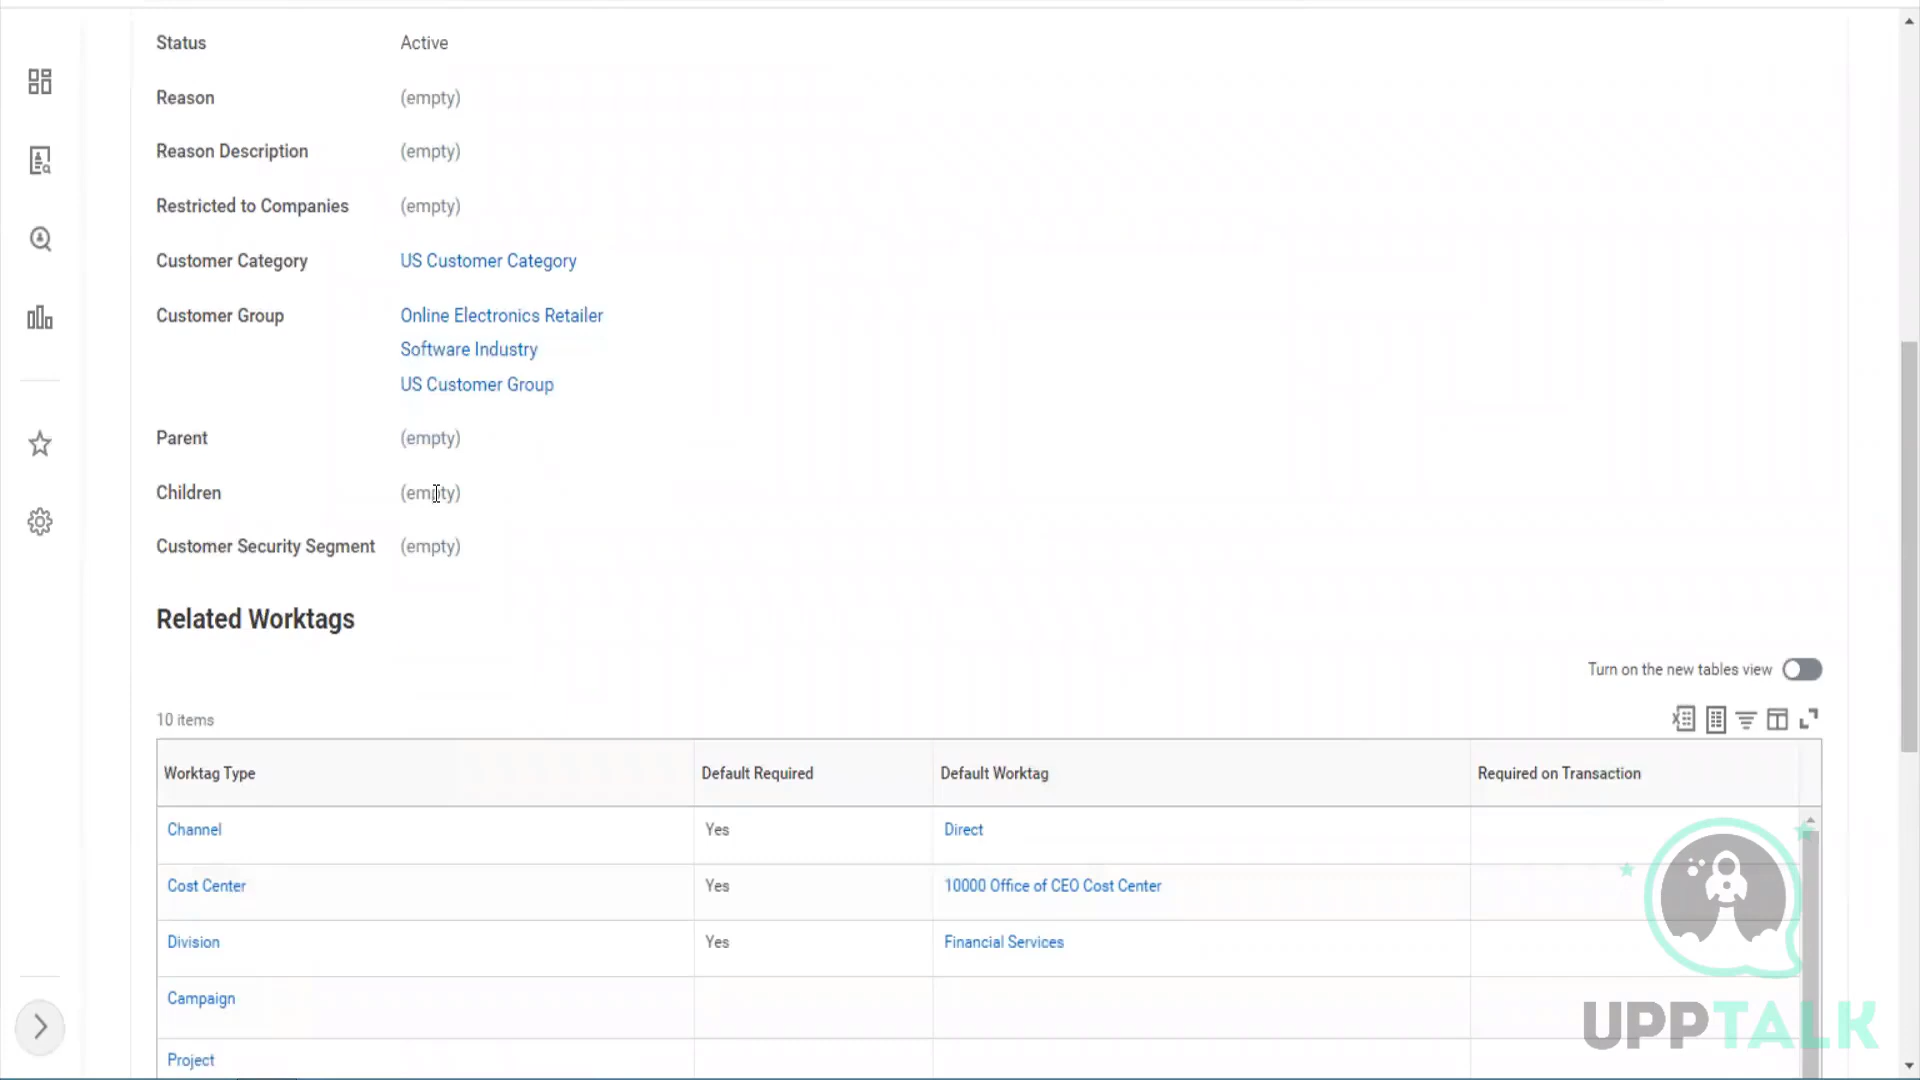 Status Active
Reason (empty)
Reason Description (empty)
Restricted to Companies (empty)
Customer Category US Customer Category
Customer Group Online Electronics Retailer
Software Industry
US Customer Group
Parent (empty)
Children (empty)
Customer Security Segment (empty)
Related Worktags
Turn on the new tables view
10 items
Worktag Type Default Required Default Worktag Required on Transaction
Channel Yes Direct
Cost Center Yes 10000 Office of CEO Cost Center
Division Yes Financial Services
Campaign
Project
UPPTALK